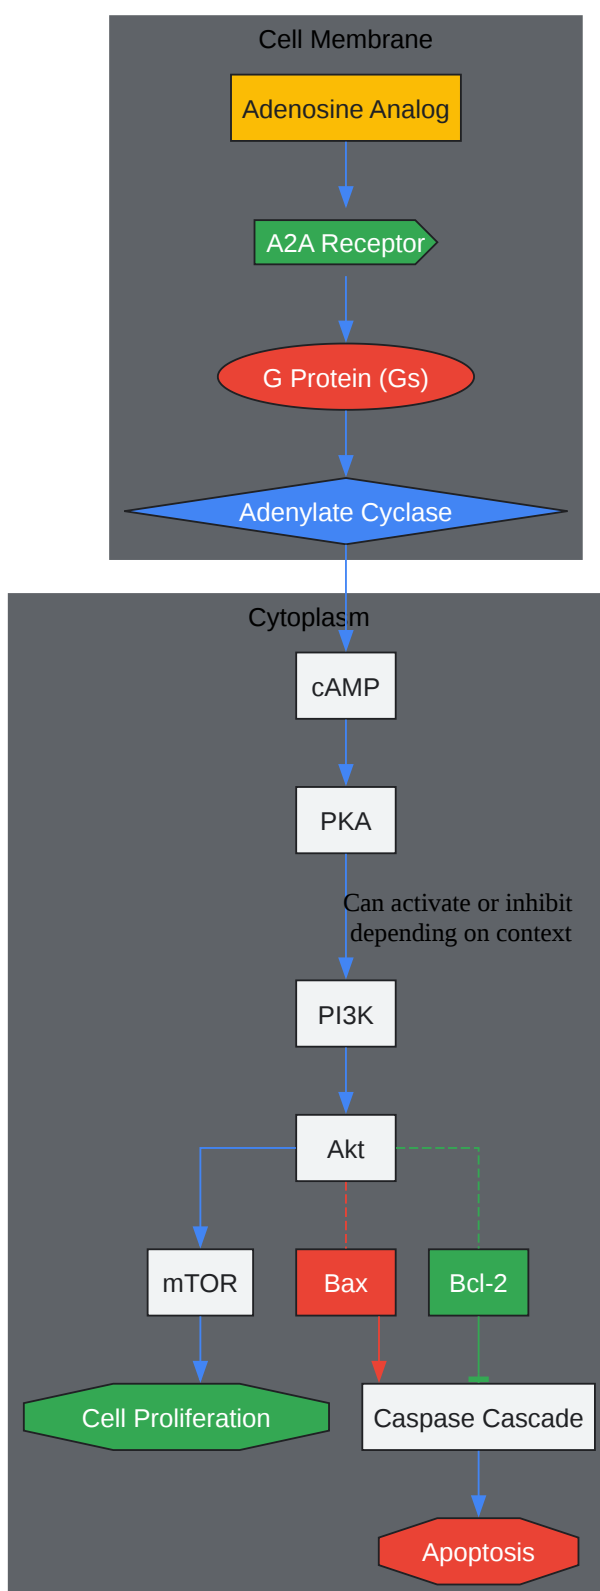 Cell Membrane
Adenosine Analog
A2A Receptor
G Protein (Gs)
Adenylate Cyclase
Cytoplasm
cAMP
PKA
Can activate or inhibit
depending on context
PI3K
Akt
mTOR
Bax
Bcl-2
Cell Proliferation
Caspase Cascade
Apoptosis